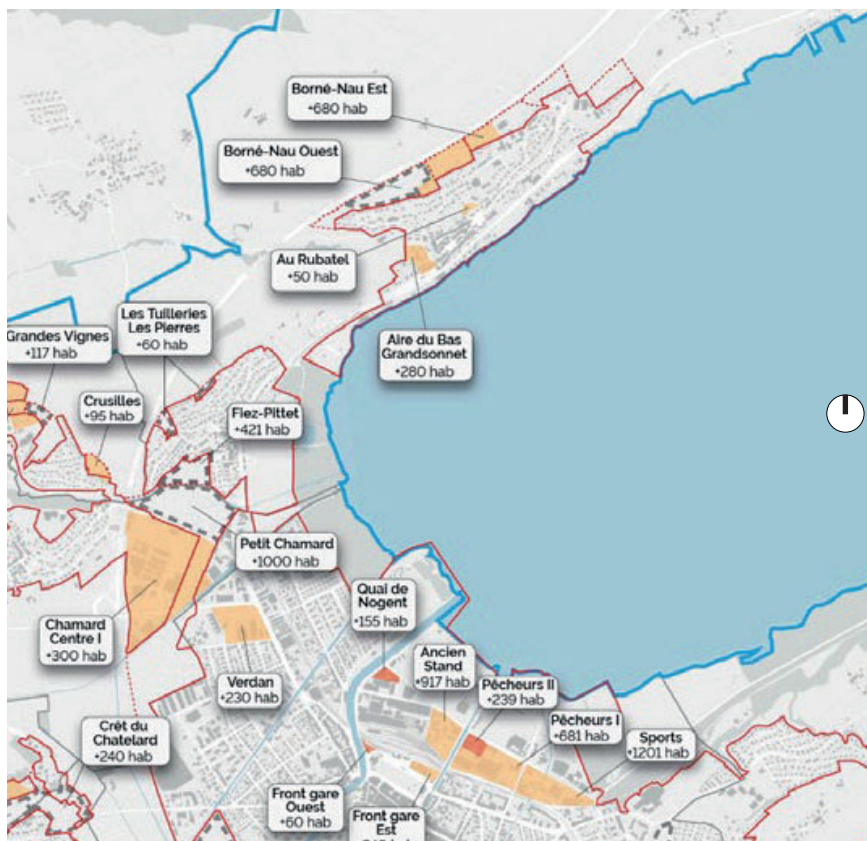 Borné-Nau Est
+680 hab
Borné-Nau Ouest
+680 hab
Au Rubatel
+50 hab
Les Tuilleries
Les Pierres
+60 hab
Grandes Vignes
+117 hab
Aire du Bas
Grandsonnet
+280 hab
Crusilles
+95 hab
Fiez-Pittet
+421 hab
Petit Chamard
+1000 hab
Quai de
Nogent
+155 hab
Chamard
Centre I
+300 hab
Ancien
Stand
+917 hab
Verdan
+230 hab
Pêcheurs II
+239 hab
Pêcheurs I
+681 hab
Sports
+1201 hab
Crêt du
Chatelard
+240 hab
Front gare
Ouest
+60 hab
Front gare
Est